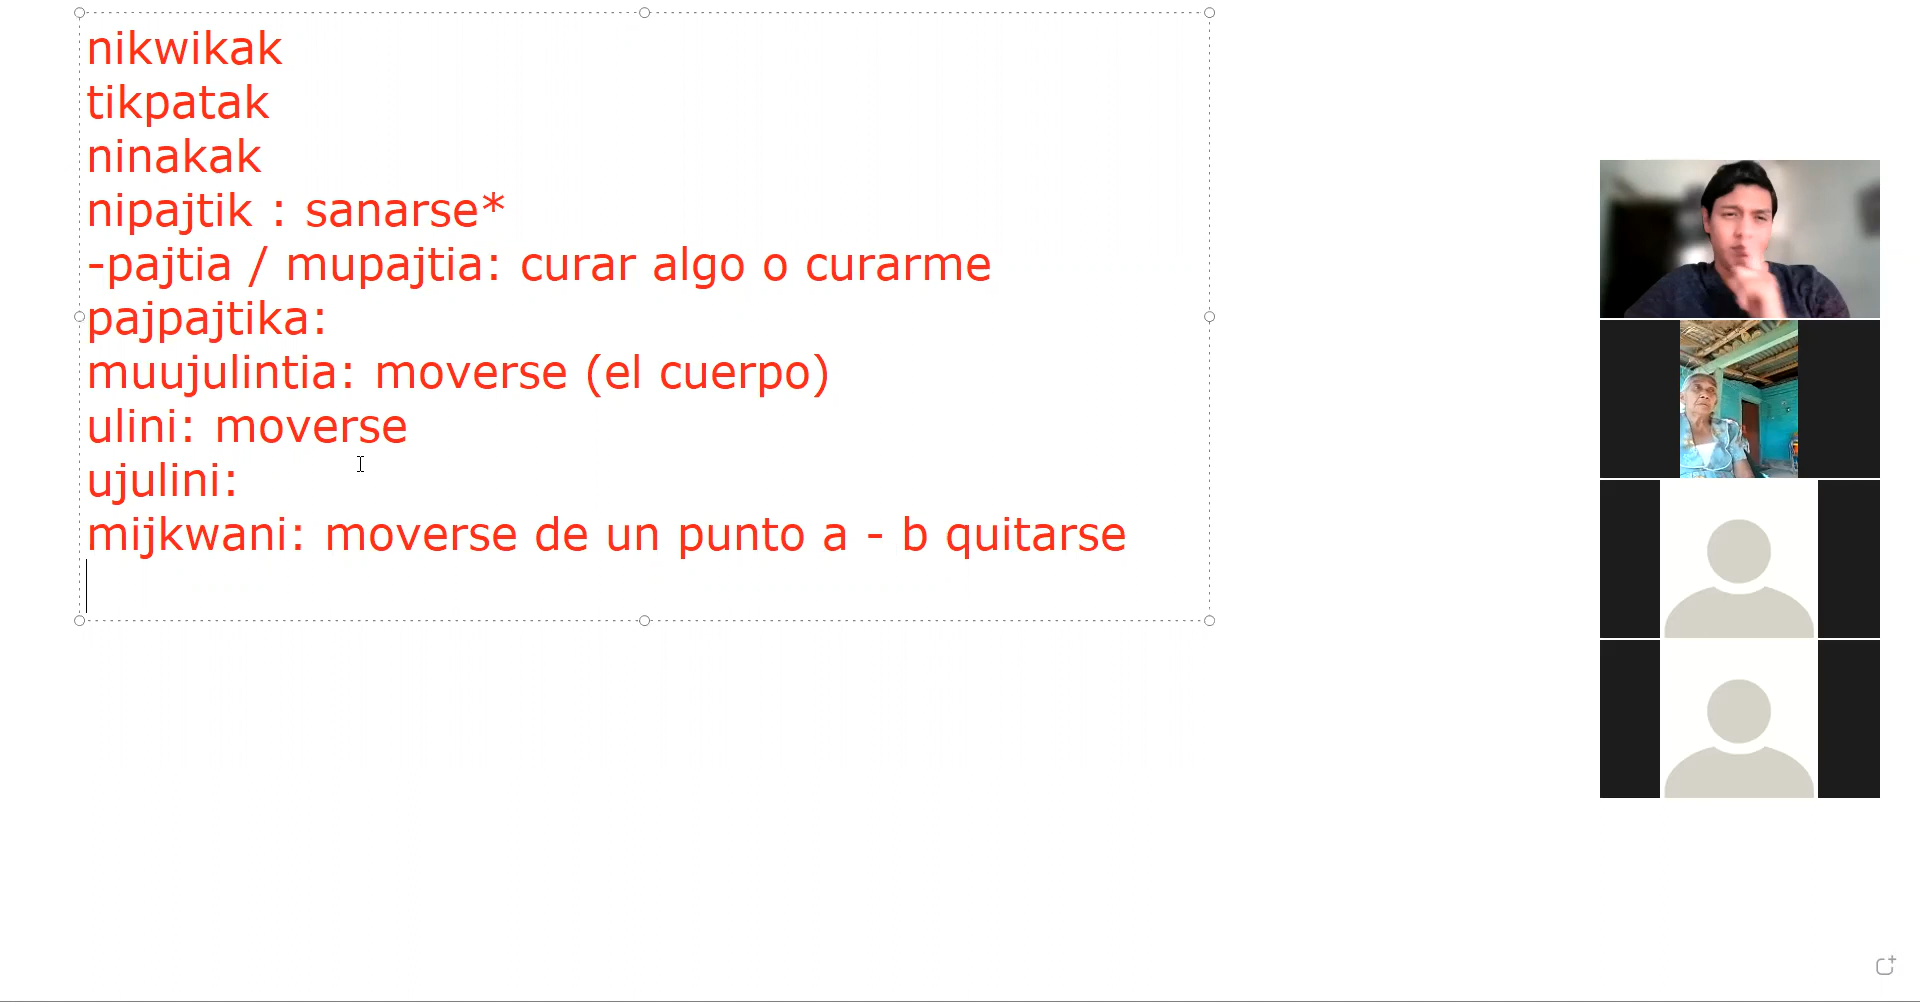 nikwikak
tikpatak
ninakak
nipajtik : sanarse*
-pajtia / mupajtia: curar algo o curarme
pajpajtika:
muujulintia: moverse (el cuerpo)
ulini: moverse
ujulini:
mijkwani: moverse de un punto a - b quitarse